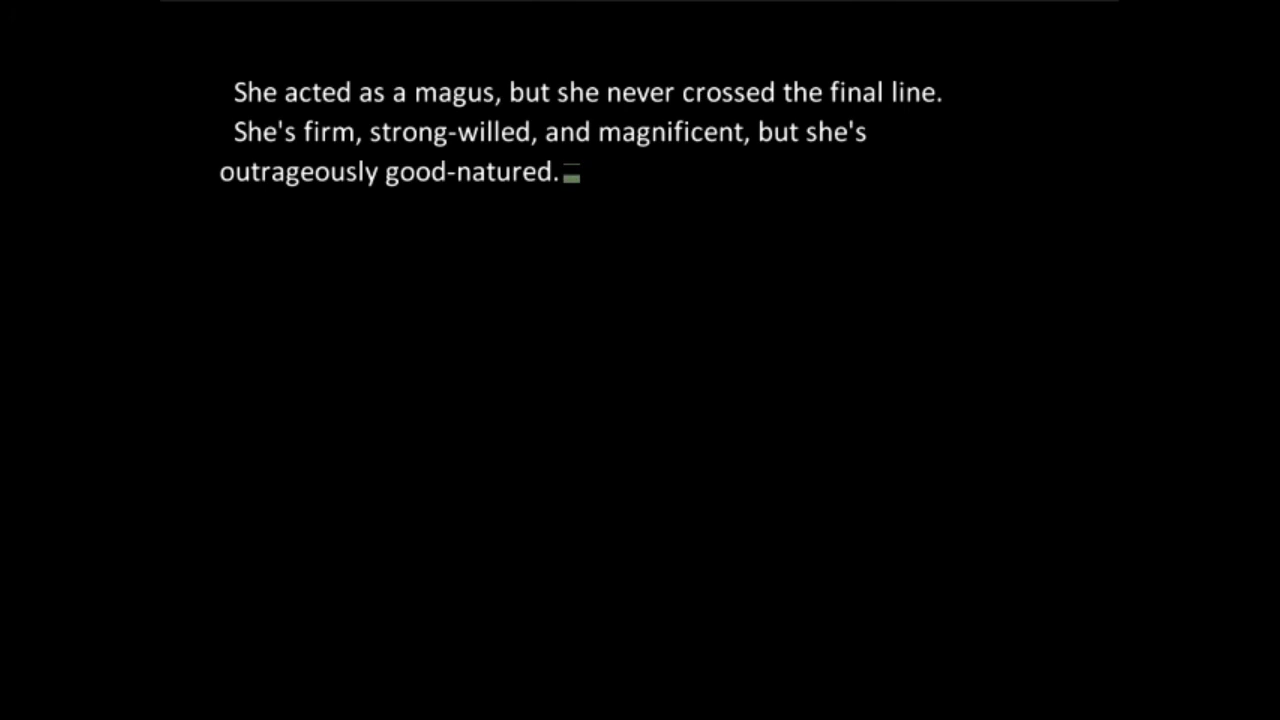 She acted as a magus, but she never crossed the final line.
She's firm, strong-willed, and magnificent, but she's
outrageously good-natured.